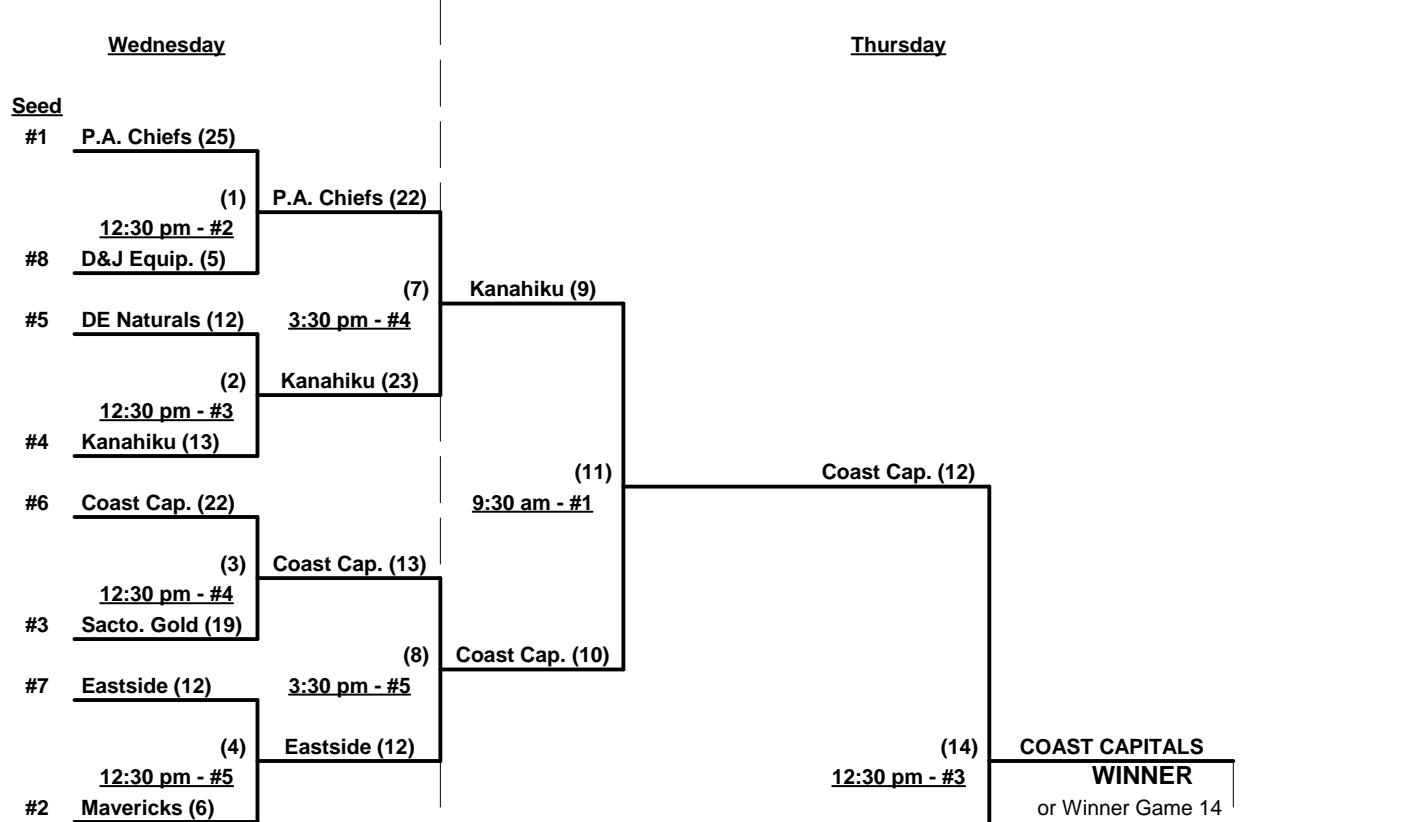 Wednesday Thursday
Seed
#1 P.A. Chiefs (25)
(1) P.A. Chiefs (22)
12:30 pm - #2
#8 D&J Equip. (5)
(7) Kanahiku (9)
#5 DE Naturals (12) 3:30 pm - #4
(2) Kanahiku (23)
12:30 pm - #3
#4 Kanahiku (13)
(11) Coast Cap. (12)
#6 Coast Cap. (22) 9:30 am - #1
(3) Coast Cap. (13)
12:30 pm - #4
#3 Sacto. Gold (19)
(8) Coast Cap. (10)
#7 Eastside (12) 3:30 pm - #5
(4) Eastside (12) (14) COAST CAPITALS
12:30 pm - #5 12:30 pm - #3 WINNER
#2 Mavericks (6) or Winner Game 14